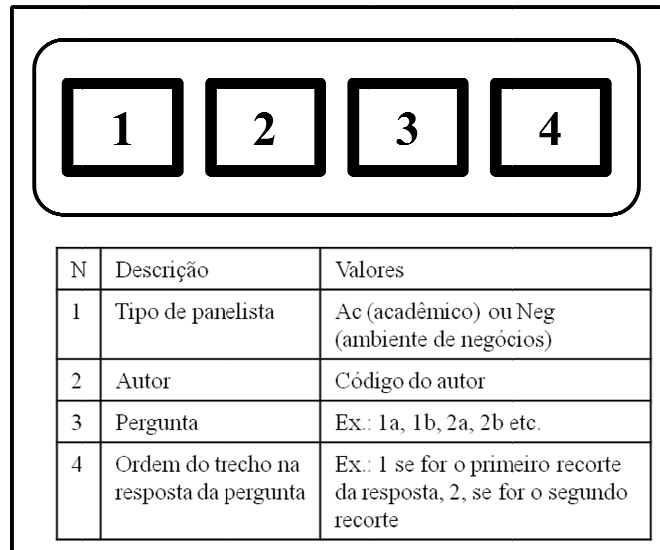 1 2 3 4
N Descrição Valores
1 Tipo de panelista Ac (acadêmico) ou Neg
(ambiente de negócios)
2 Autor Código do autor
3 Pergunta Ex.: 1a, 1b, 2a, 2b etc.
4 Ordem do trecho na Ex.: 1 se for o primeiro recorte
resposta da pergunta da resposta, 2, se for o segundo
recorte